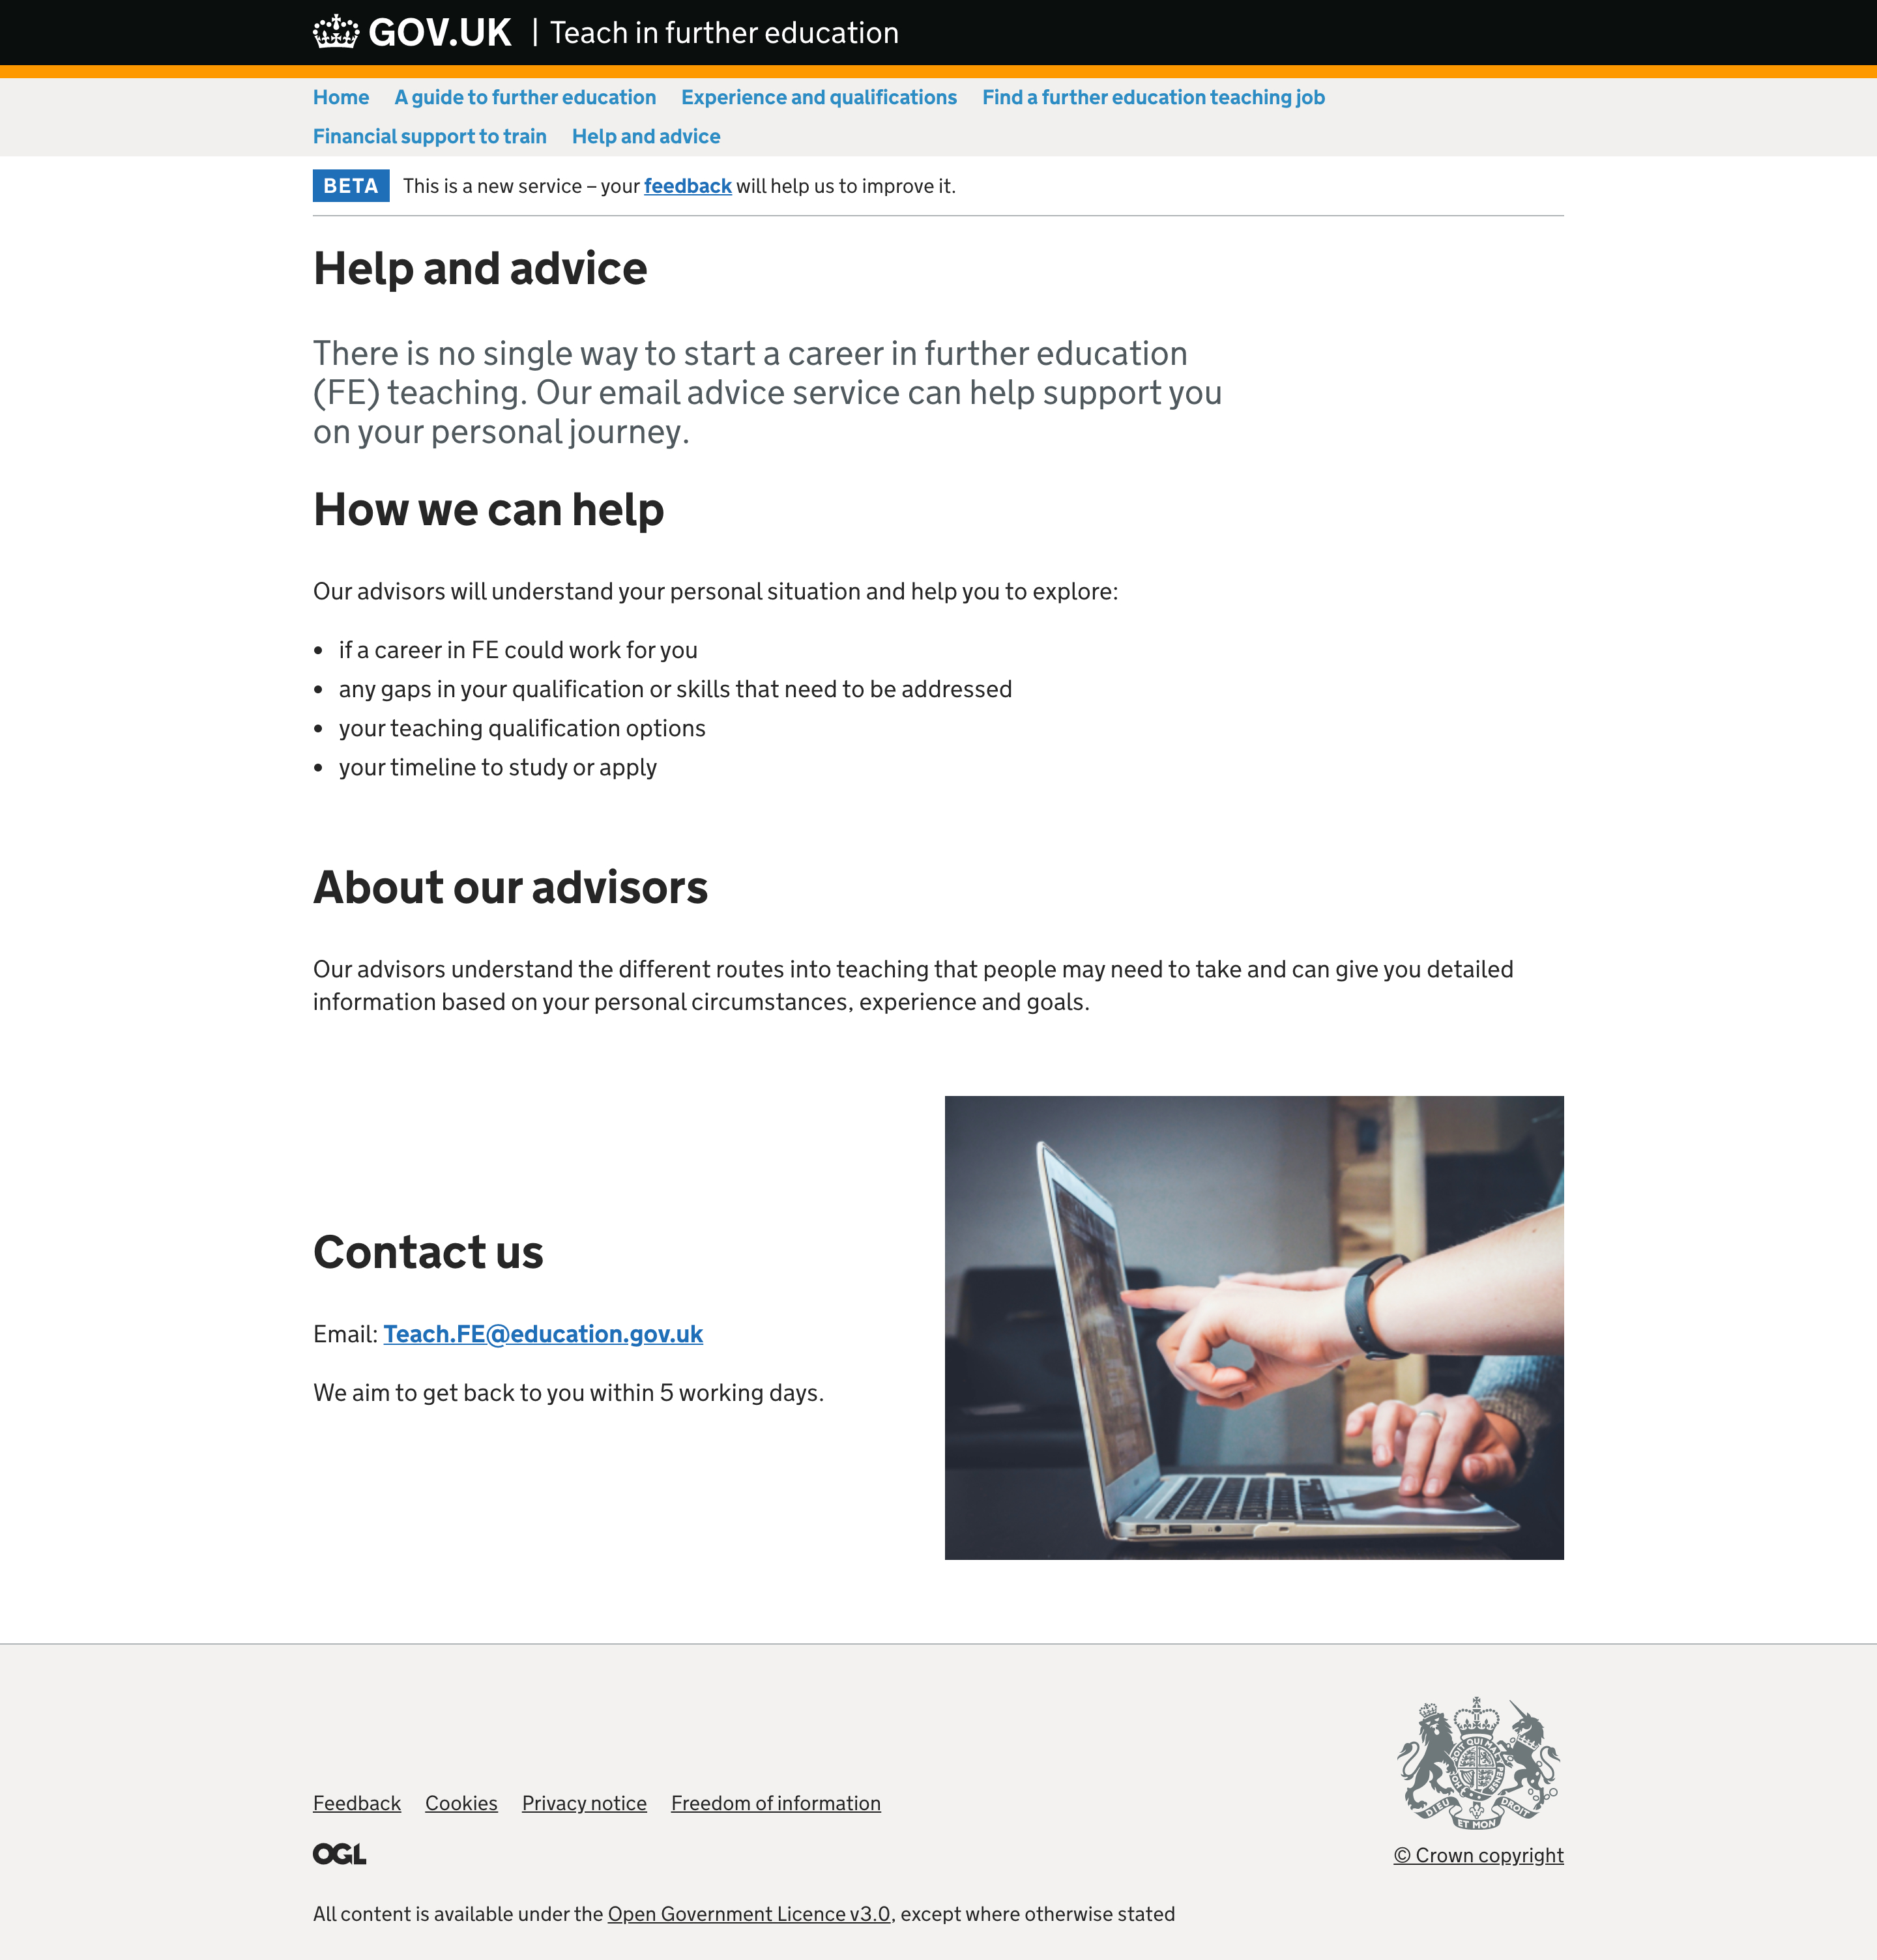 GOV.UK | Teach in further education
Home A guide to further education Experience and qualifications Find a further education teaching job
Financial support to train Help and advice
BETA This is a new service – your feedback will help us to improve it.
Help and advice
There is no single way to start a career in further education
(FE) teaching. Our email advice service can help support you
on your personal journey.
How we can help
Our advisors will understand your personal situation and help you to explore:
• if a career in FE could work for you
• any gaps in your qualification or skills that need to be addressed
• your teaching qualification options
• your timeline to study or apply
About our advisors
Our advisors understand the different routes into teaching that people may need to take and can give you detailed
information based on your personal circumstances, experience and goals.
Contact us
Email: Teach.FE@education.gov.uk
We aim to get back to you within 5 working days.
Feedback Cookies Privacy notice Freedom of information
OGL
DIEU ET MON DROIT
© Crown copyright
All content is available under the Open Government Licence v3.0, except where otherwise stated